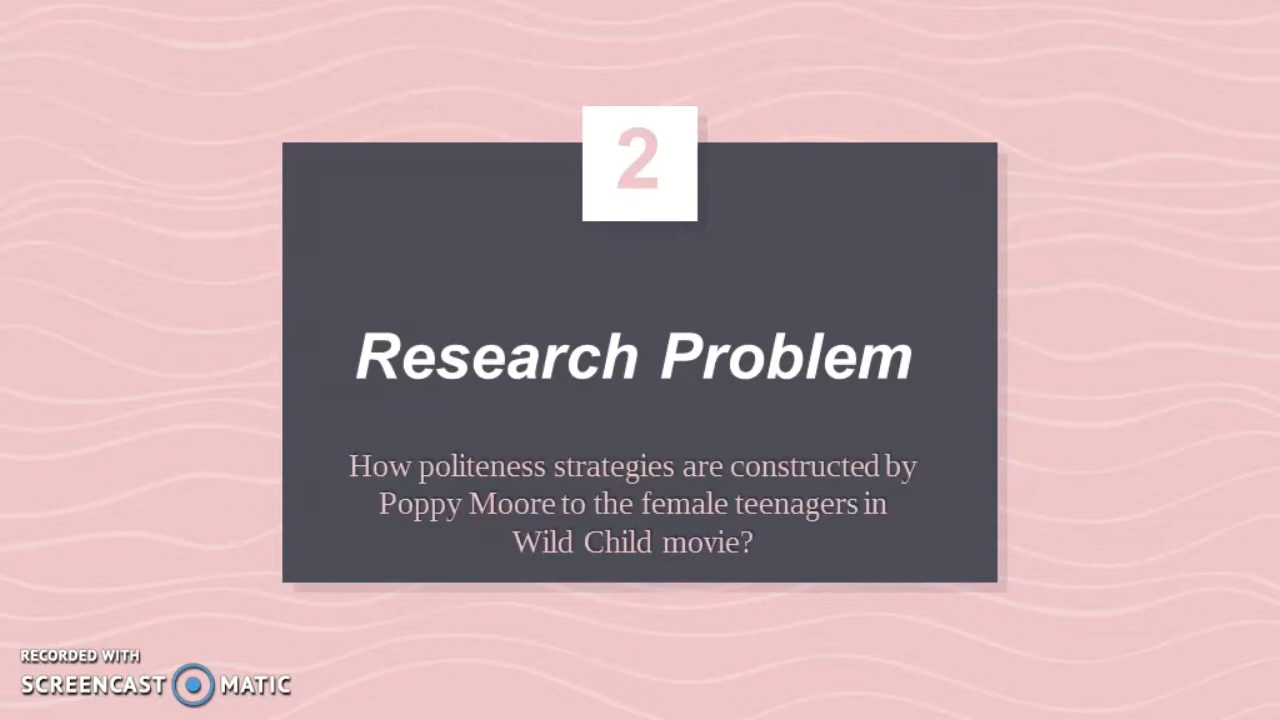 2
Research Problem
How politeness strategies are constructed by
Poppy Moore to the female teenagers in
Wild Child movie?
RECORDED WITH
SCREENCAST MATIC